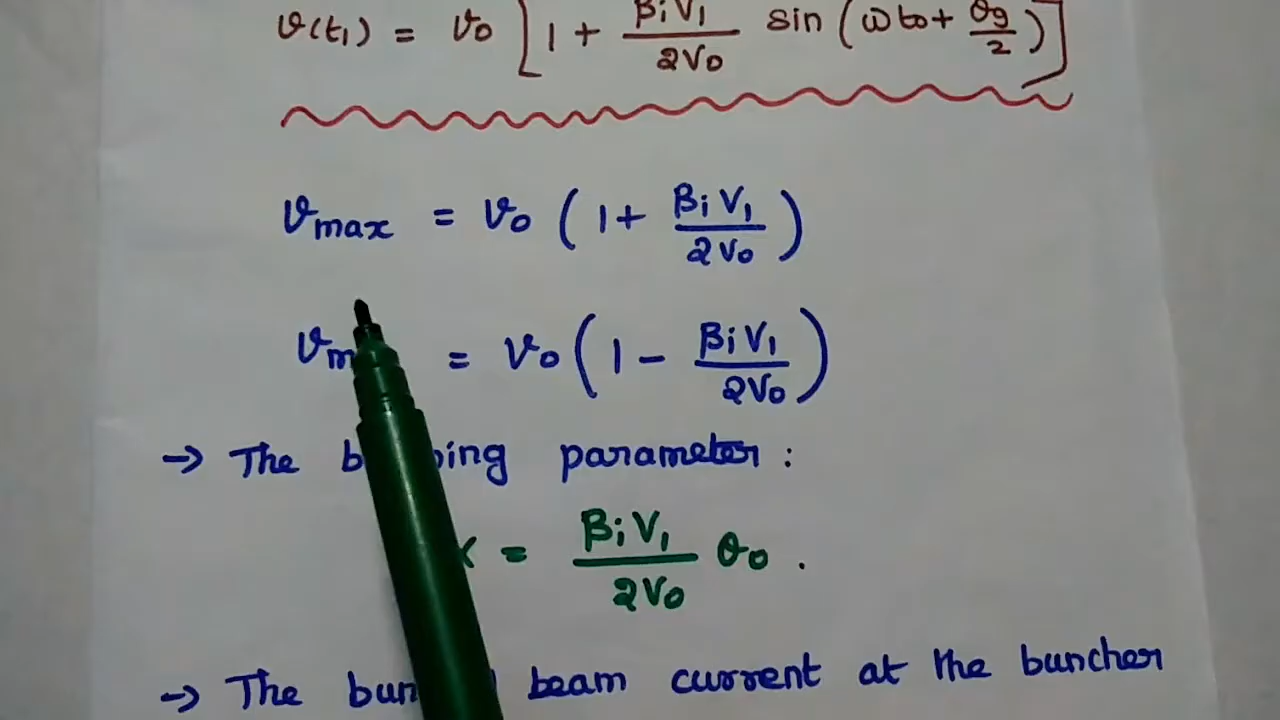 v(t₁) = v₀ [1 + βᵢV₁/2V₀ sin(ωt₀ + θg/2)]
vmax = v₀ (1 + βᵢV₁/2V₀)
= v₀ (1 - βᵢV₁/2V₀)
→ The parameter :
= βᵢV₁/2V₀ θ₀ .
→ The beam current at the buncher